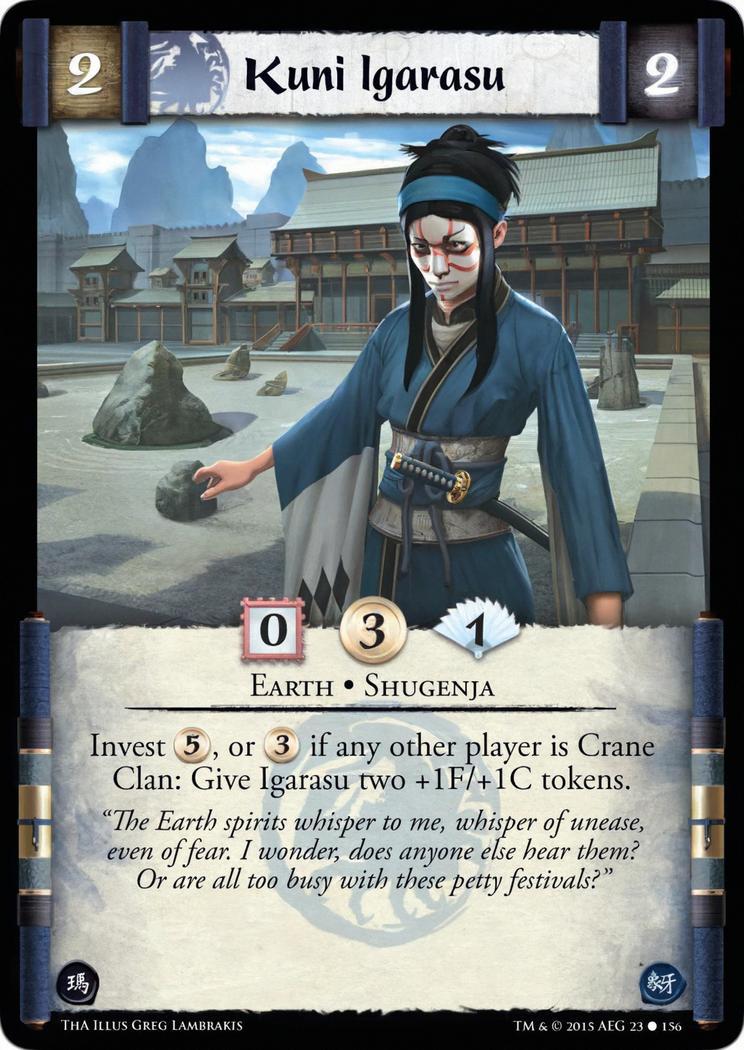 2
Kuni Igarasu
2
0
3
1
Earth • Shugenja
Invest 5, or 3 if any other player is Crane
Clan: Give Igarasu two +1F/+1C tokens.
“The Earth spirits whisper to me, whisper of unease,
even of fear. I wonder, does anyone else hear them?
Or are all too busy with these petty festivals?”
ThA Illus Greg Lambrakis
TM & © 2015 AEG 23 ● 156